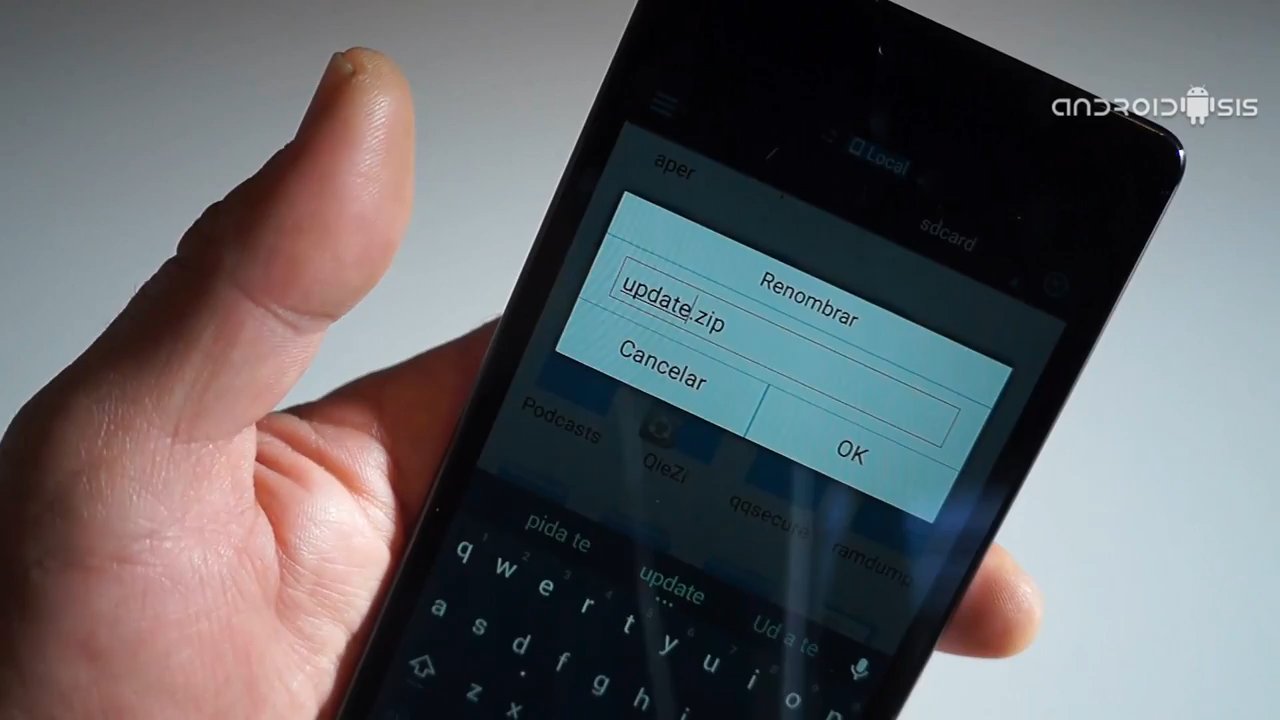 ANDROIDSIS
Local
aper
sdcard
Renombrar
update.zip
Cancelar
OK
Podcasts
QieZi
qqsecure
ramdump
pida te
update
Ud a te
q w e r t y u i o p
a s d f g h j
z x